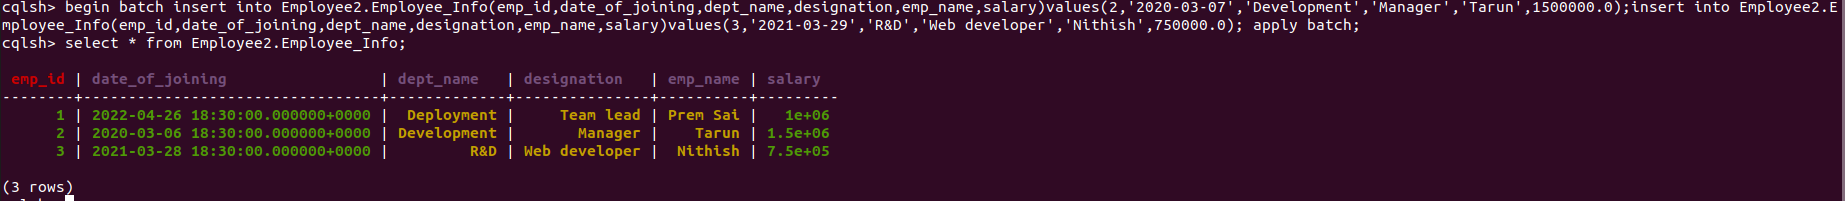 cqlsh> begin batch insert into Employee2.Employee_Info(emp_id,date_of_joining,dept_name,designation,emp_name,salary)values(2,'2020-03-07','Development','Manager','Tarun',1500000.0);insert into Employee2.E
mployee_Info(emp_id,date_of_joining,dept_name,designation,emp_name,salary)values(3,'2021-03-29','R&D','Web developer','Nithish',750000.0); apply batch;
cqlsh> select * from Employee2.Employee_Info;
emp_id | date_of_joining | dept_name | designation | emp_name | salary
--------+---------------------------------+-------------+---------------+----------+---------
1 | 2022-04-26 18:30:00.000000+0000 | Deployment | Team lead | Prem Sai | 1e+06
2 | 2020-03-06 18:30:00.000000+0000 | Development | Manager | Tarun | 1.5e+06
3 | 2021-03-28 18:30:00.000000+0000 | R&D | Web developer | Nithish | 7.5e+05
(3 rows)